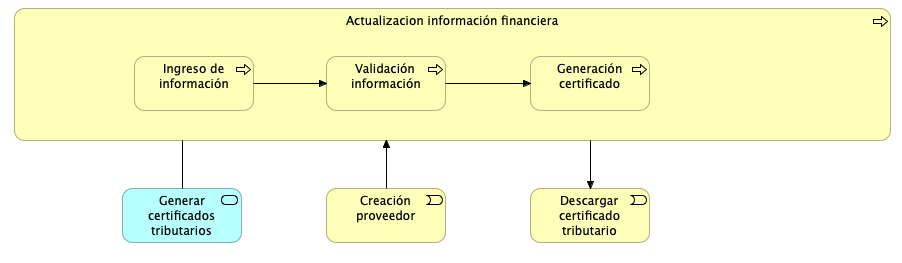 Actualizacion información financiera
Ingreso de
información
Validación
información
Generación
certificado
Generar
certificados
tributarios
Creación
proveedor
Descargar
certificado
tributario